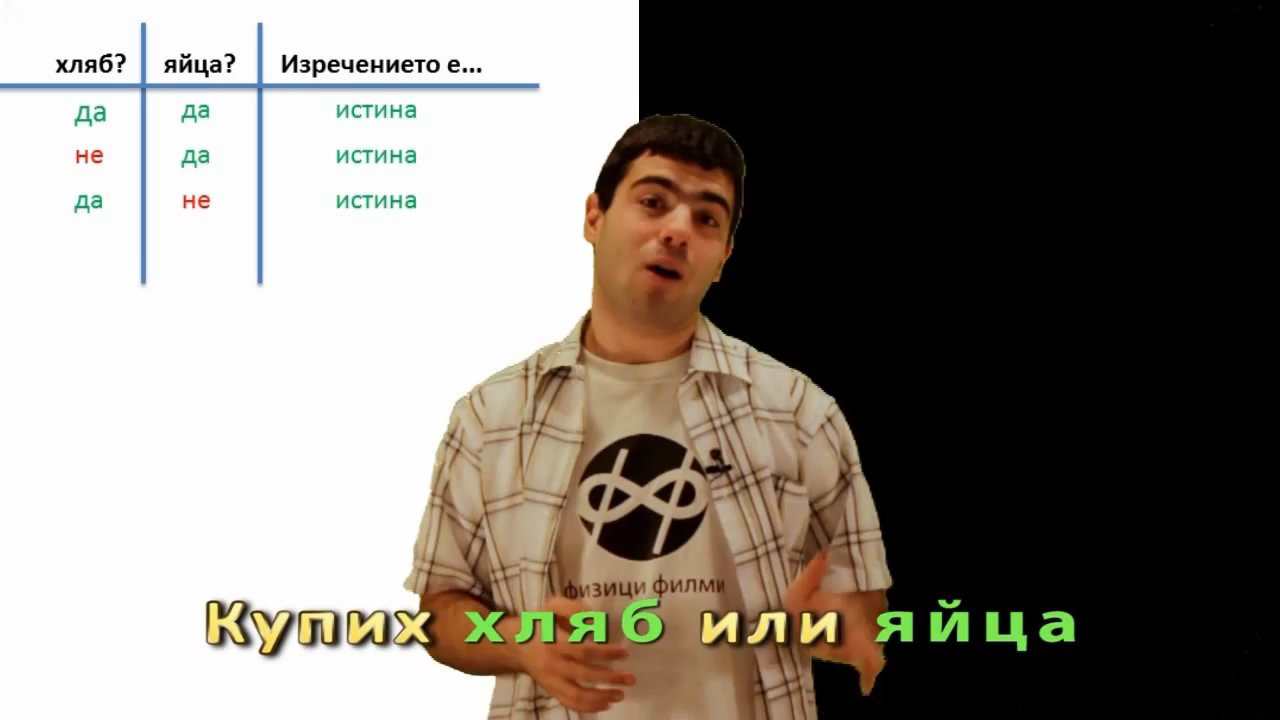 хляб? яйца? Изречението е...
да да истина
не да истина
да не истина
физици филми
Купих хляб или яйца